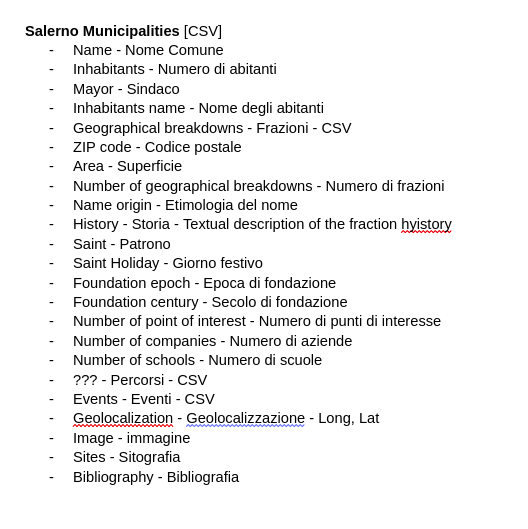 Salerno Municipalities [CSV]
- Name - Nome Comune
- Inhabitants - Numero di abitanti
- Mayor - Sindaco
- Inhabitants name - Nome degli abitanti
- Geographical breakdowns - Frazioni - CSV
- ZIP code - Codice postale
- Area - Superficie
- Number of geographical breakdowns - Numero di frazioni
- Name origin - Etimologia del nome
- History - Storia - Textual description of the fraction hyistory
- Saint - Patrono
- Saint Holiday - Giorno festivo
- Foundation epoch - Epoca di fondazione
- Foundation century - Secolo di fondazione
- Number of point of interest - Numero di punti di interesse
- Number of companies - Numero di aziende
- Number of schools - Numero di scuole
- ??? - Percorsi - CSV
- Events - Eventi - CSV
- Geolocalization - Geolocalizzazione - Long, Lat
- Image - immagine
- Sites - Sitografia
- Bibliography - Bibliografia